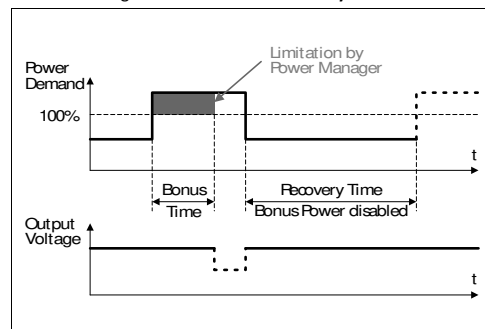 Limitation by
Power Manager
Power
Demand
100%
t
Bonus
Time
Recovery Time
Bonus Power disabled
Output
Voltage
t